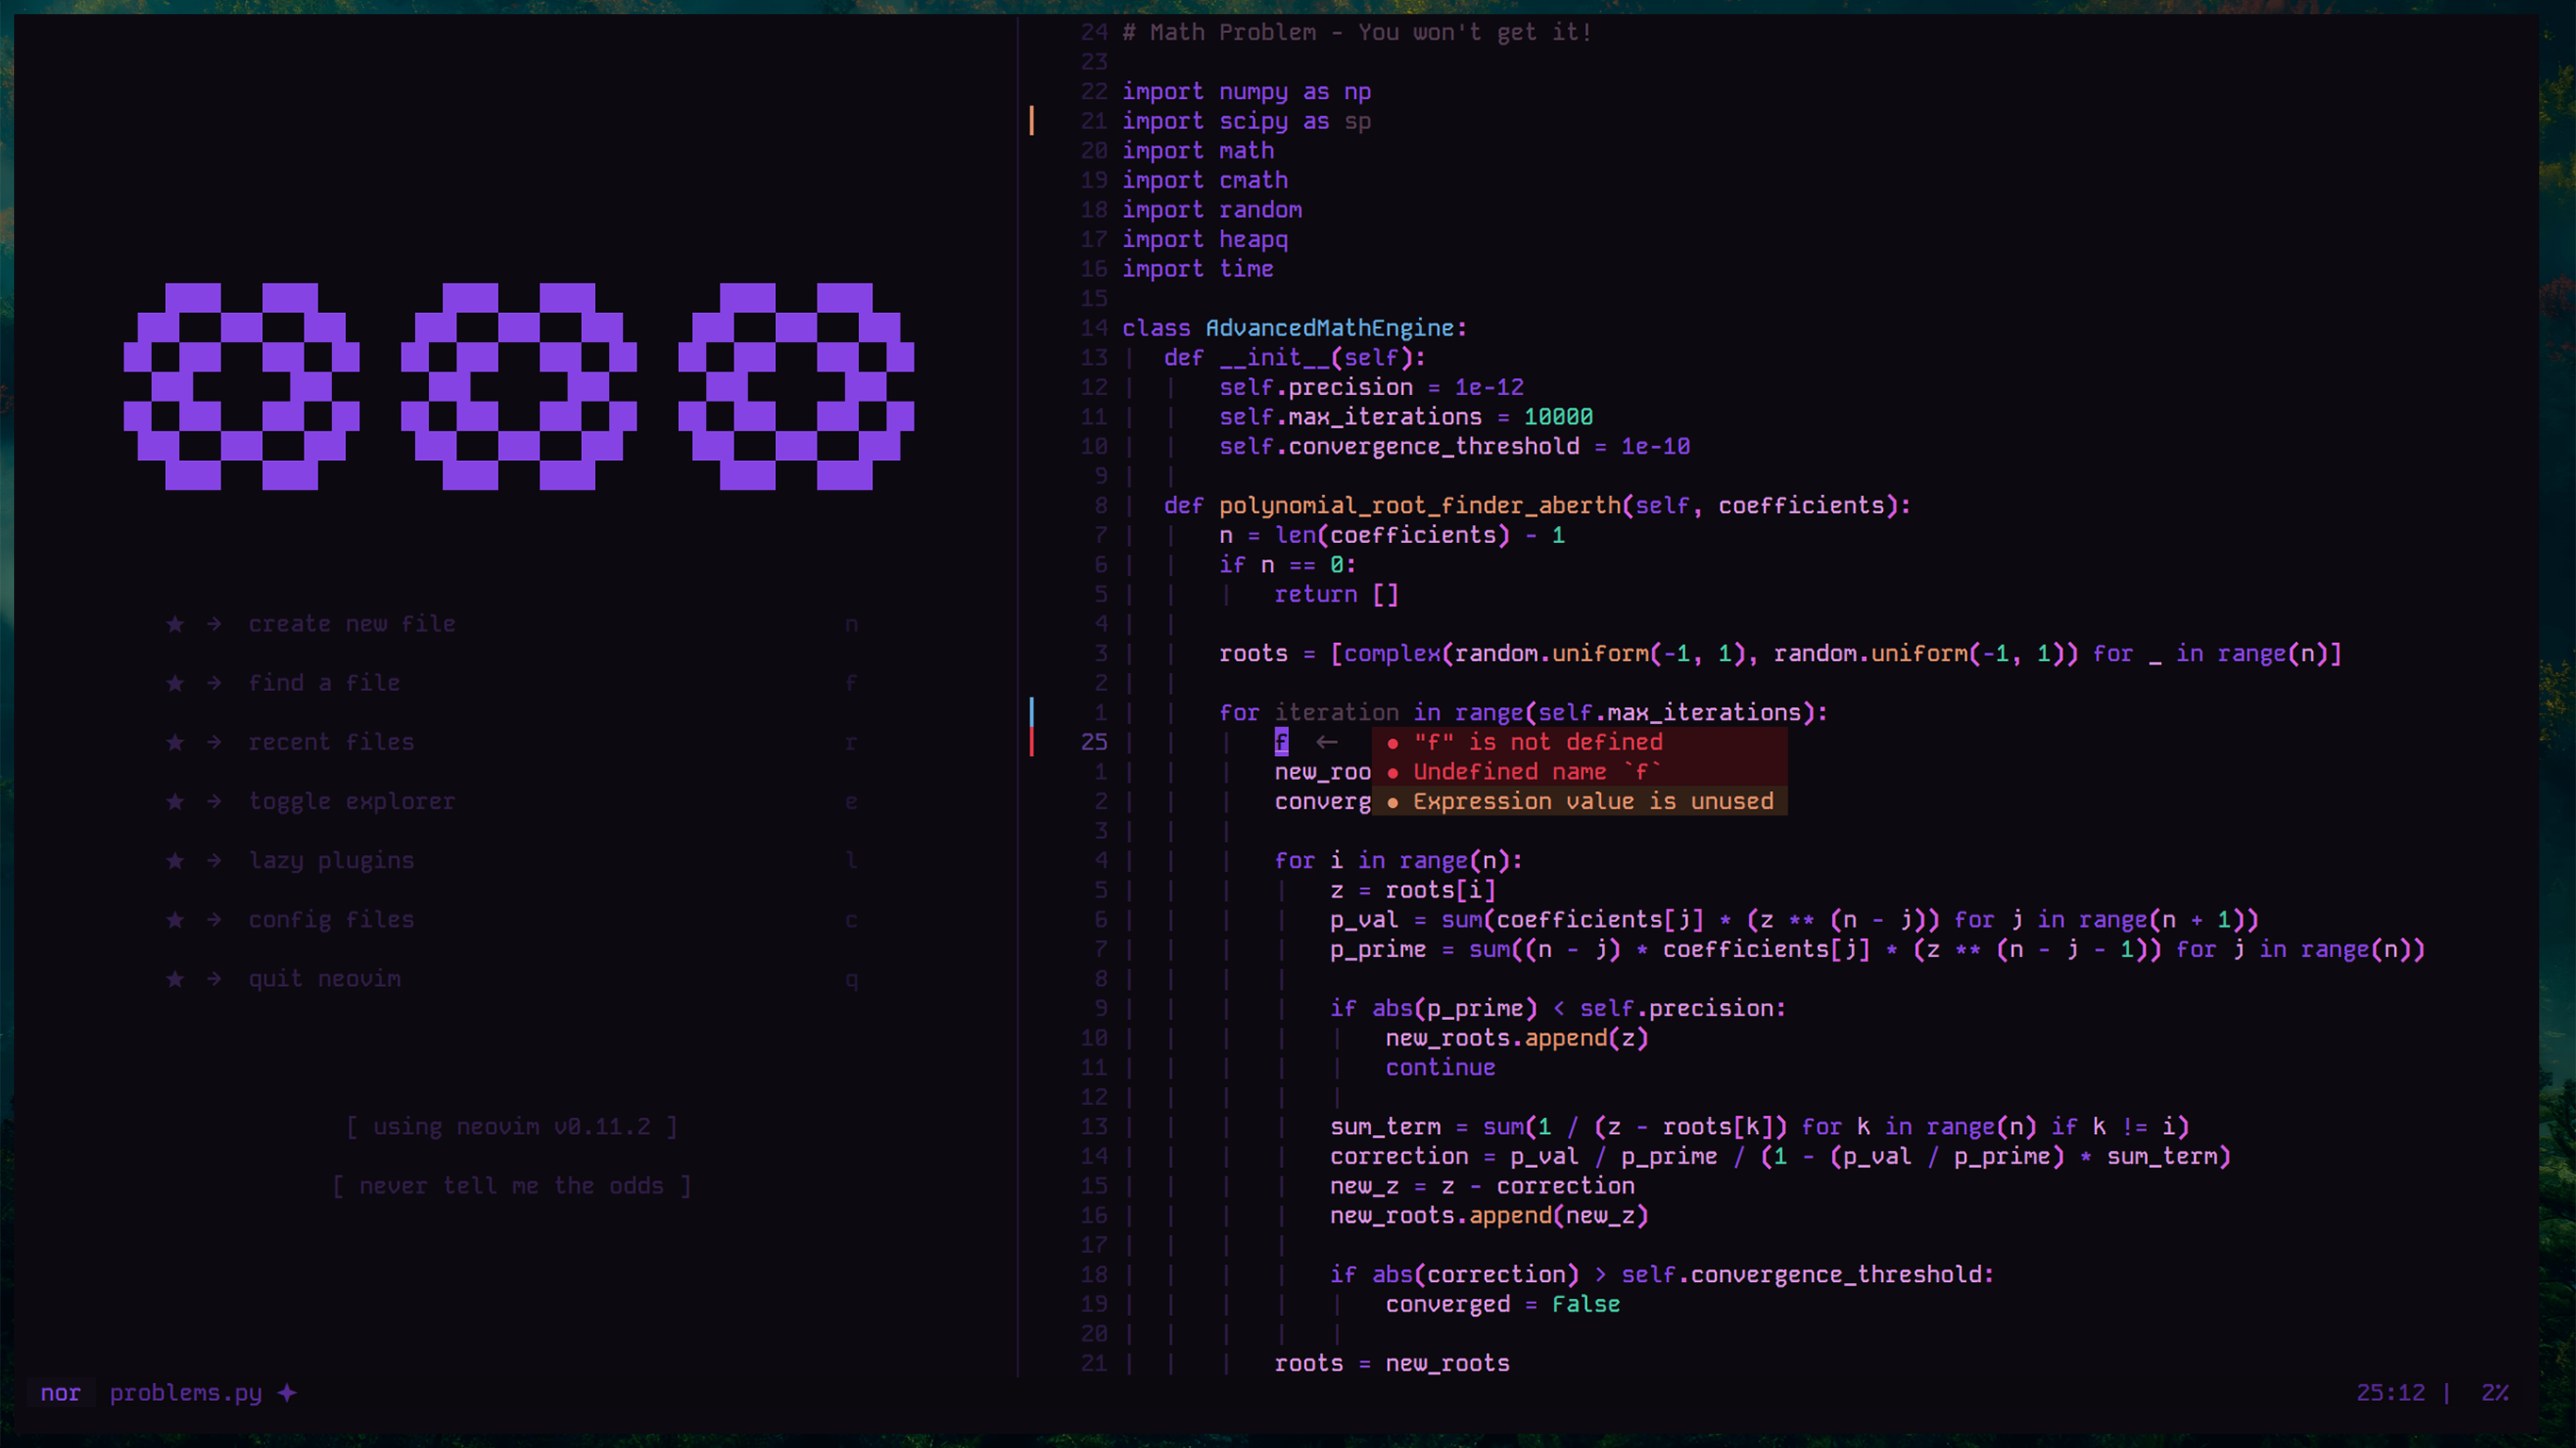 ★ → create new file n
★ → find a file f
★ → recent files r
★ → toggle explorer e
★ → lazy plugins l
★ → config files c
★ → quit neovim q
[ using neovim v0.11.2 ]
[ never tell me the odds ]
24 # Math Problem - You won't get it!
23
22 import numpy as np
21 import scipy as sp
20 import math
19 import cmath
18 import random
17 import heapq
16 import time
15
14 class AdvancedMathEngine:
13 def __init__(self):
12 self.precision = 1e-12
11 self.max_iterations = 10000
10 self.convergence_threshold = 1e-10
9
8 def polynomial_root_finder_aberth(self, coefficients):
7 n = len(coefficients) - 1
6 if n == 0:
5 return []
4
3 roots = [complex(random.uniform(-1, 1), random.uniform(-1, 1)) for _ in range(n)]
2
1 for iteration in range(self.max_iterations):
25 f ← ● "f" is not defined
1 new_roo ● Undefined name `f`
2 converg ● Expression value is unused
3
4 for i in range(n):
5 z = roots[i]
6 p_val = sum(coefficients[j] * (z ** (n - j)) for j in range(n + 1))
7 p_prime = sum((n - j) * coefficients[j] * (z ** (n - j - 1)) for j in range(n))
8
9 if abs(p_prime) < self.precision:
10 new_roots.append(z)
11 continue
12
13 sum_term = sum(1 / (z - roots[k]) for k in range(n) if k != i)
14 correction = p_val / p_prime / (1 - (p_val / p_prime) * sum_term)
15 new_z = z - correction
16 new_roots.append(new_z)
17
18 if abs(correction) > self.convergence_threshold:
19 converged = False
20
21 roots = new_roots
nor problems.py ✦ 25:12 | 2%